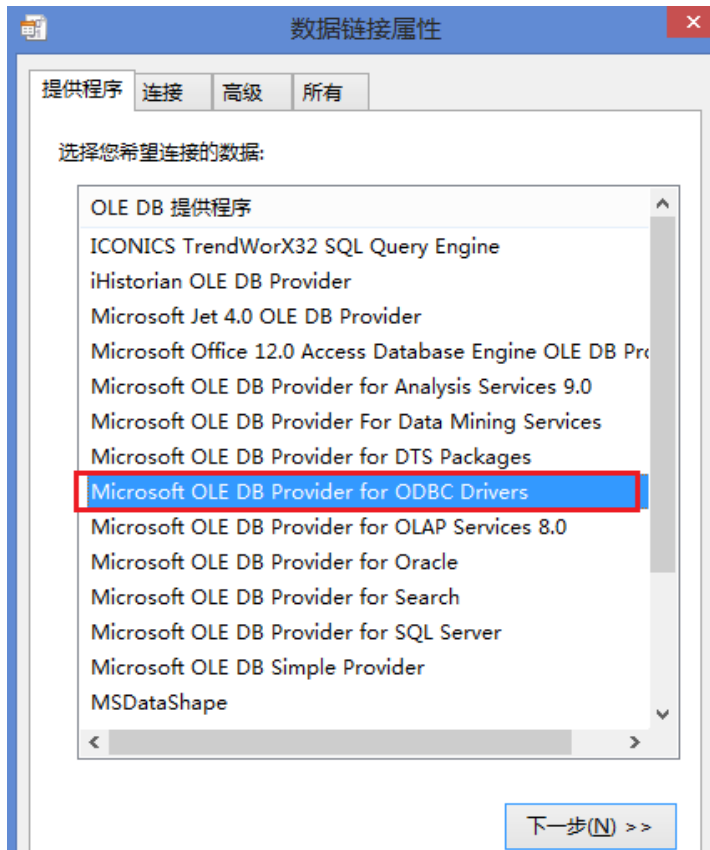 数据链接属性
提供程序 连接 高级 所有
选择您希望连接的数据:
OLE DB 提供程序
ICONICS TrendWorX32 SQL Query Engine
iHistorian OLE DB Provider
Microsoft Jet 4.0 OLE DB Provider
Microsoft Office 12.0 Access Database Engine OLE DB Pro
Microsoft OLE DB Provider for Analysis Services 9.0
Microsoft OLE DB Provider For Data Mining Services
Microsoft OLE DB Provider for DTS Packages
Microsoft OLE DB Provider for ODBC Drivers
Microsoft OLE DB Provider for OLAP Services 8.0
Microsoft OLE DB Provider for Oracle
Microsoft OLE DB Provider for Search
Microsoft OLE DB Provider for SQL Server
Microsoft OLE DB Simple Provider
MSDataShape
下一步(N) >>